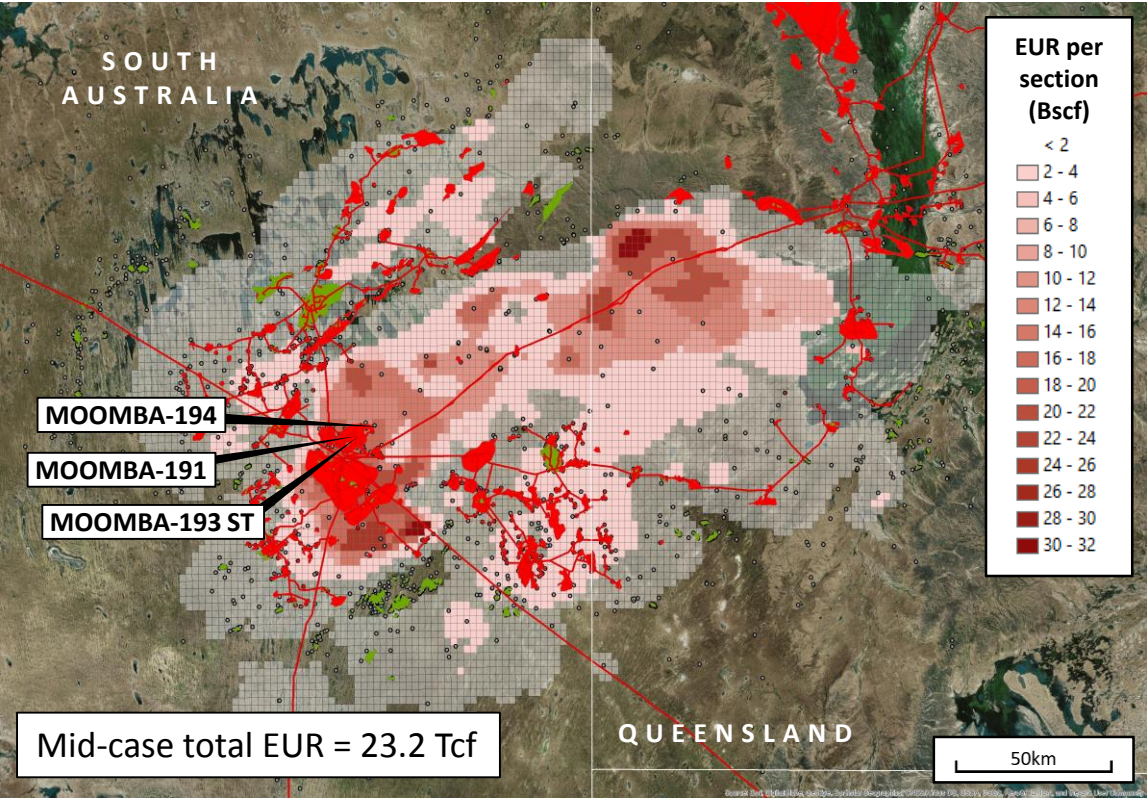 SOUTH
AUSTRALIA
EUR per
section
(Bscf)
< 2
2 - 4
4 - 6
6 - 8
8 - 10
10 - 12
12 - 14
14 - 16
16 - 18
18 - 20
20 - 22
22 - 24
24 - 26
26 - 28
28 - 30
30 - 32
MOOMBA-194
MOOMBA-191
MOOMBA-193 ST
Mid-case total EUR = 23.2 Tcf
QUEENSLAND
50km